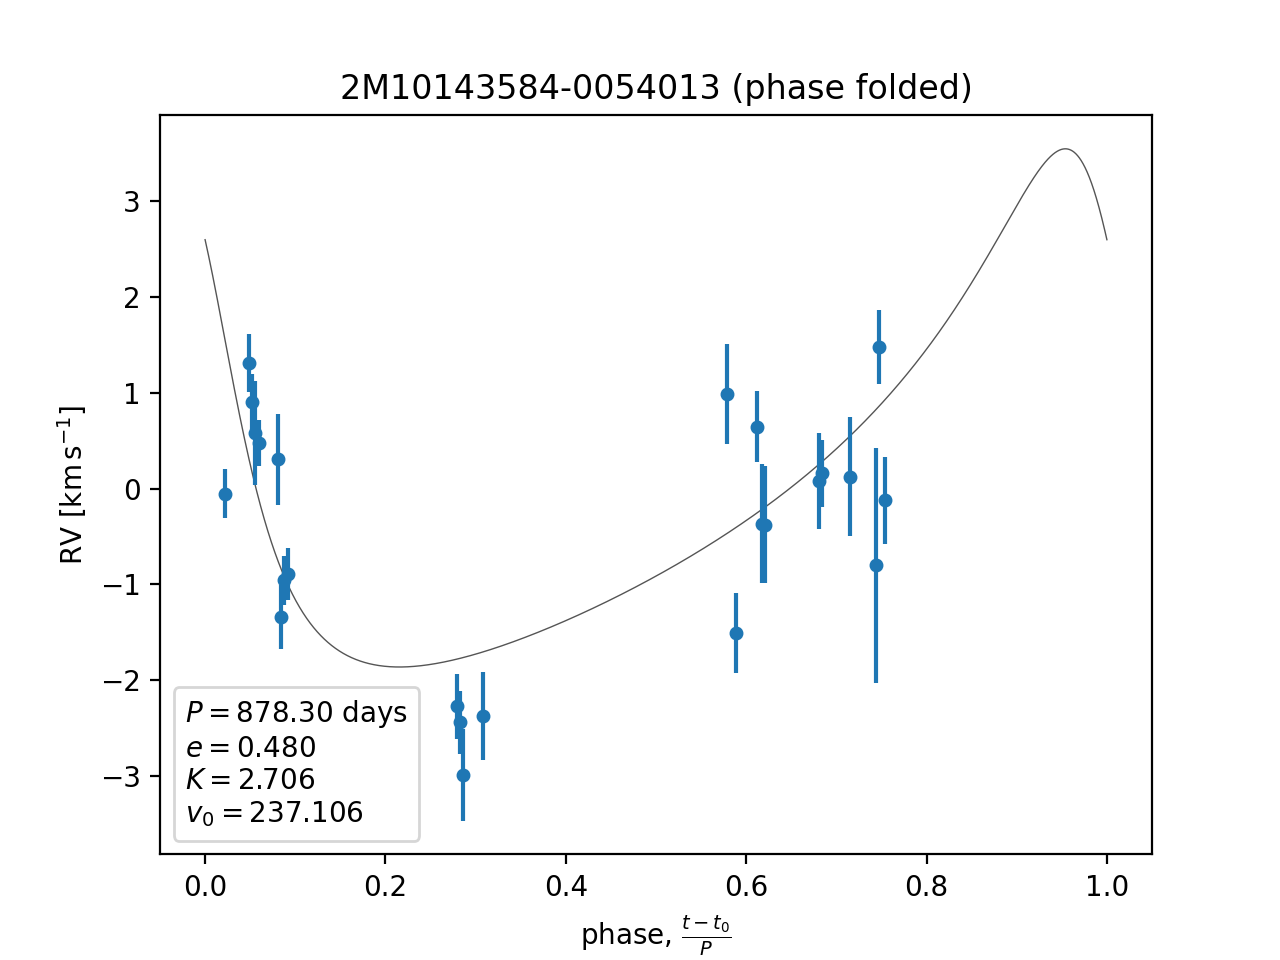 2M10143584-0054013 (phase folded)
RV [km s⁻¹]
3
2
1
0
−1
−2
−3
P = 878.30 days
e = 0.480
K = 2.706
v₀ = 237.106
0.0 0.2 0.4 0.6 0.8 1.0
phase, (t − t₀)/P